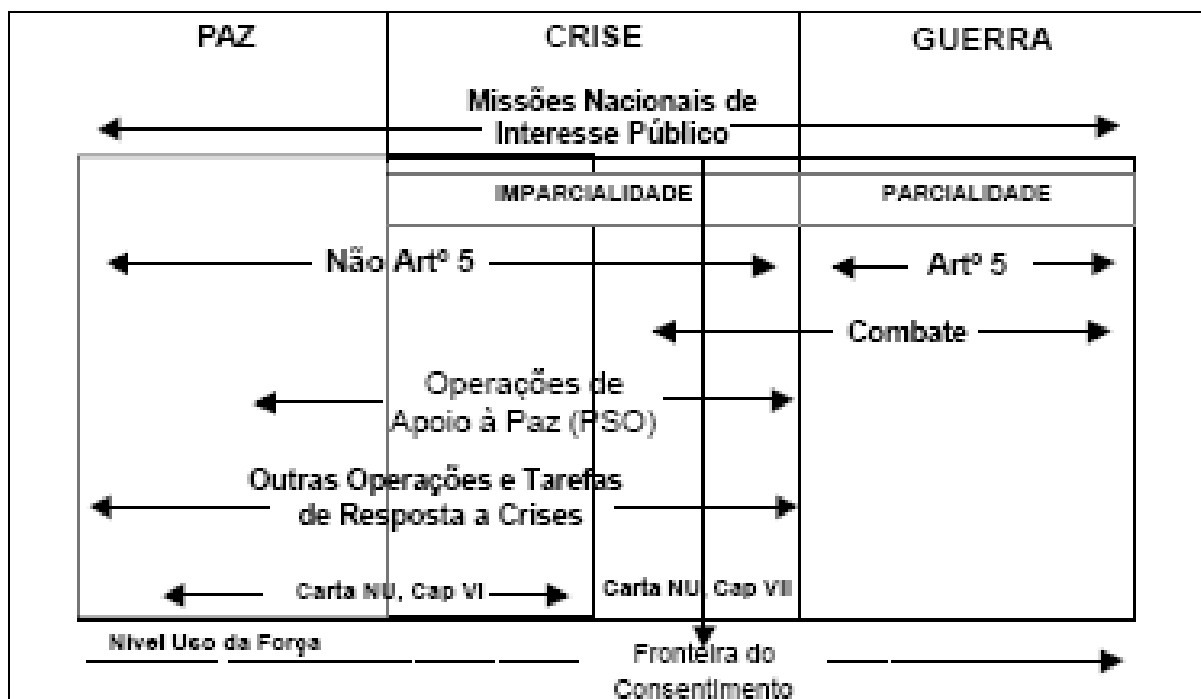 PAZ
CRISE
GUERRA
Missões Nacionais de
Interesse Público
IMPARCIALIDADE
PARCIALIDADE
Não Artº 5
Artº 5
Combate
Operações de
Apoio à Paz (PSO)
Outras Operações e Tarefas
de Resposta a Crises
Carta NU, Cap VI
Carta NU, Cap VII
Nível Uso da Força
Fronteira do
Consentimento